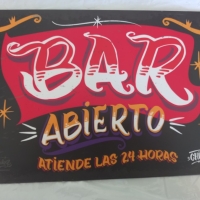 BAR
ABIERTO
ATIENDE LAS 24 HORAS